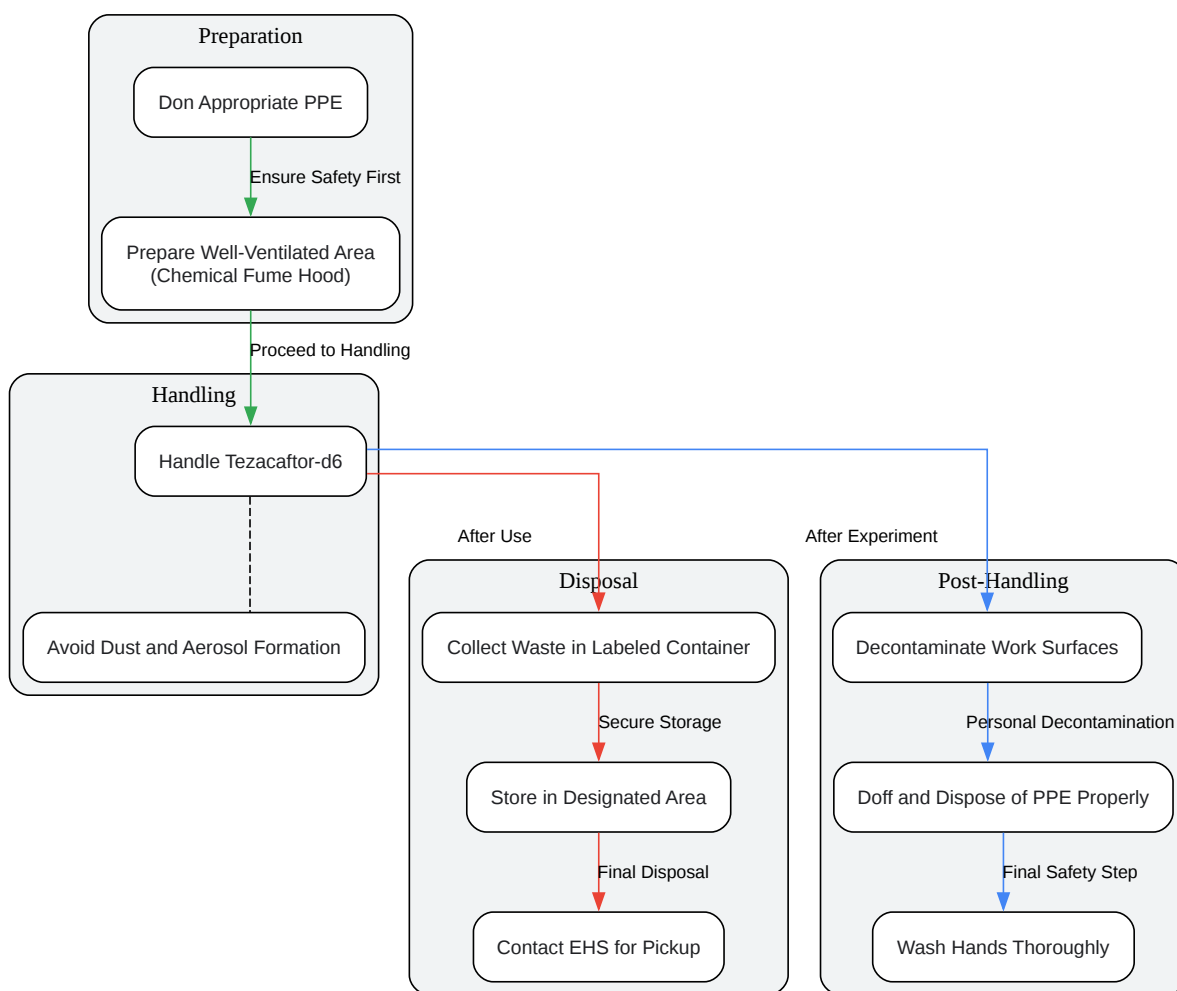 Preparation
Don Appropriate PPE
Ensure Safety First
Prepare Well-Ventilated Area
(Chemical Fume Hood)
Proceed to Handling
Handling
Handle Tezacaftor-d6
Avoid Dust and Aerosol Formation
After Use
Disposal
Collect Waste in Labeled Container
Secure Storage
Store in Designated Area
Final Disposal
Contact EHS for Pickup
After Experiment
Post-Handling
Decontaminate Work Surfaces
Personal Decontamination
Doff and Dispose of PPE Properly
Final Safety Step
Wash Hands Thoroughly